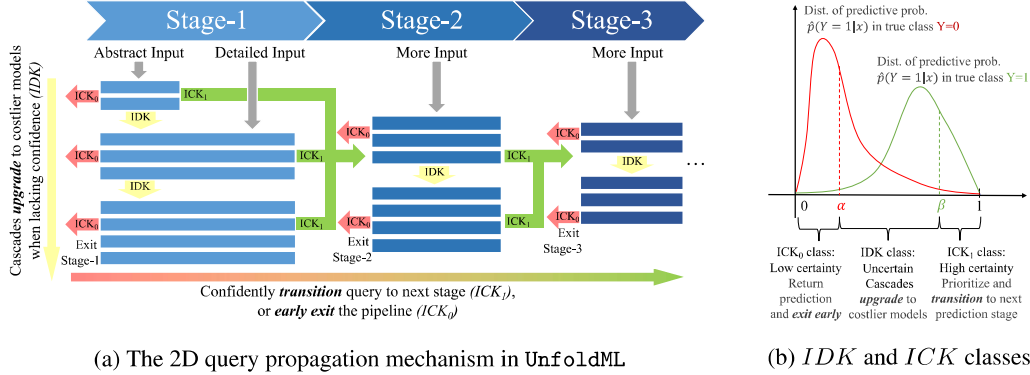 Stage-1
Stage-2
Stage-3
Abstract Input
Detailed Input
More Input
More Input
Cascades upgrade to costlier models
when lacking confidence (IDK)
ICK0
ICK1
IDK
ICK0
ICK1
IDK
ICK0
ICK1
Exit
Stage-1
ICK0
ICK1
IDK
ICK0
ICK1
Exit
Stage-2
ICK0
IDK
...
ICK0
Exit
Stage-3
Confidently transition query to next stage (ICK1),
or early exit the pipeline (ICK0)
(a) The 2D query propagation mechanism in UnfoldML
Dist. of predictive prob.
p̂(Y = 1|x) in true class Y=0
Dist. of predictive prob.
p̂(Y = 1|x) in true class Y=1
0
α
β
1
ICK0 class:
Low certainty
Return
prediction
and exit early
IDK class:
Uncertain
Cascades
upgrade to
costlier models
ICK1 class:
High certainty
Prioritize and
transition to next
prediction stage
(b) IDK and ICK classes